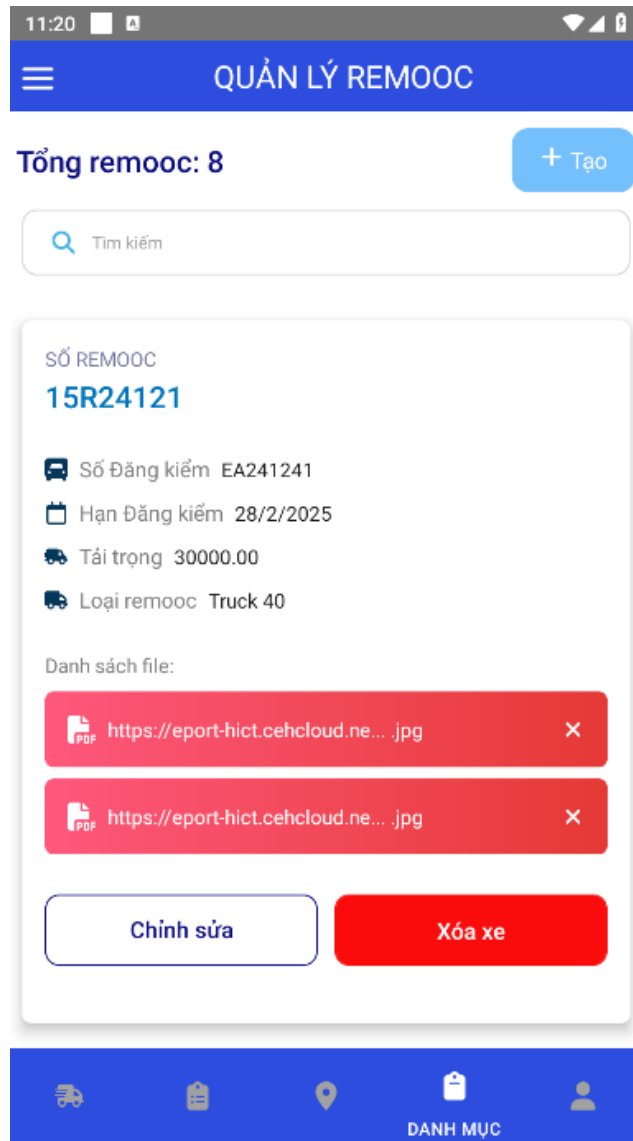 11:20
QUẢN LÝ REMOOC
Tổng remooc: 8
+ Tạo
Tìm kiếm
SỐ REMOOC
15R24121
Số Đăng kiểm EA241241
Hạn Đăng kiểm 28/2/2025
Tải trọng 30000.00
Loại remooc Truck 40
Danh sách file:
PDF https://eport-hict.cehcloud.ne... .jpg ×
PDF https://eport-hict.cehcloud.ne... .jpg ×
Chỉnh sửa
Xóa xe
DANH MỤC